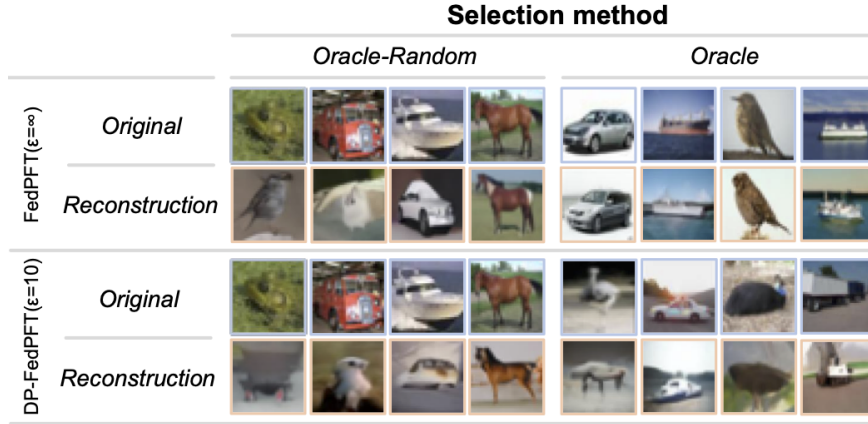 Selection method
Oracle-Random Oracle
FedPFT(ε=∞)
Original
Reconstruction
DP-FedPFT(ε=10)
Original
Reconstruction